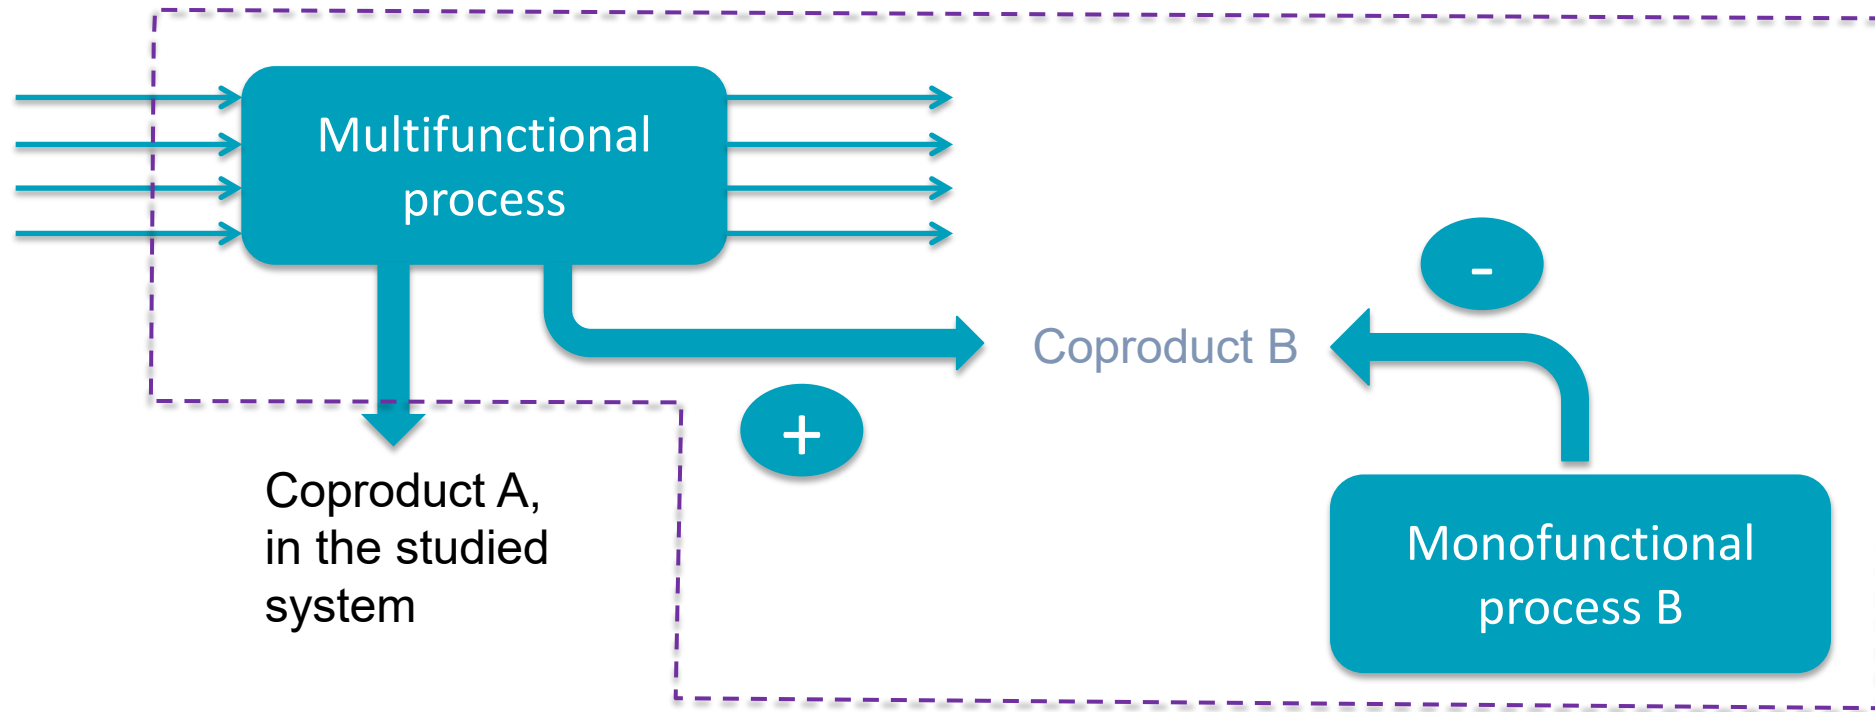 Multifunctional
process
-
Coproduct B
+
Coproduct A,
in the studied
system
Monofunctional
process B